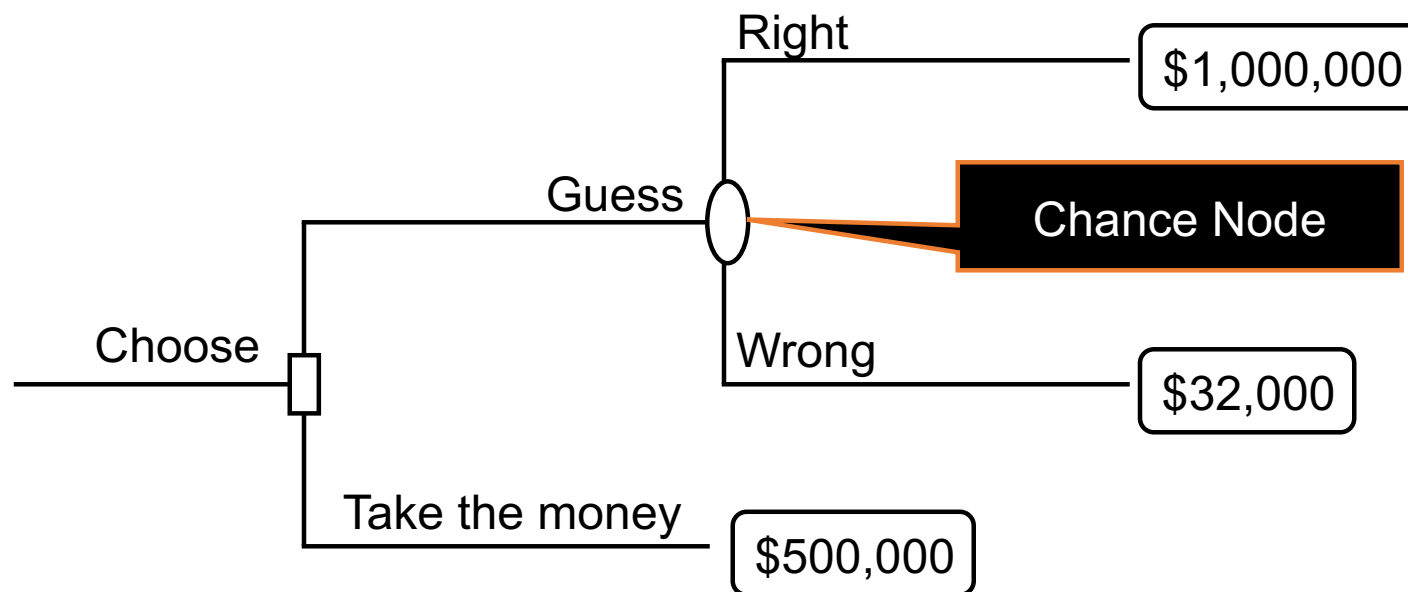 Right
$1,000,000
Guess
Chance Node
Choose
Wrong
$32,000
Take the money
$500,000